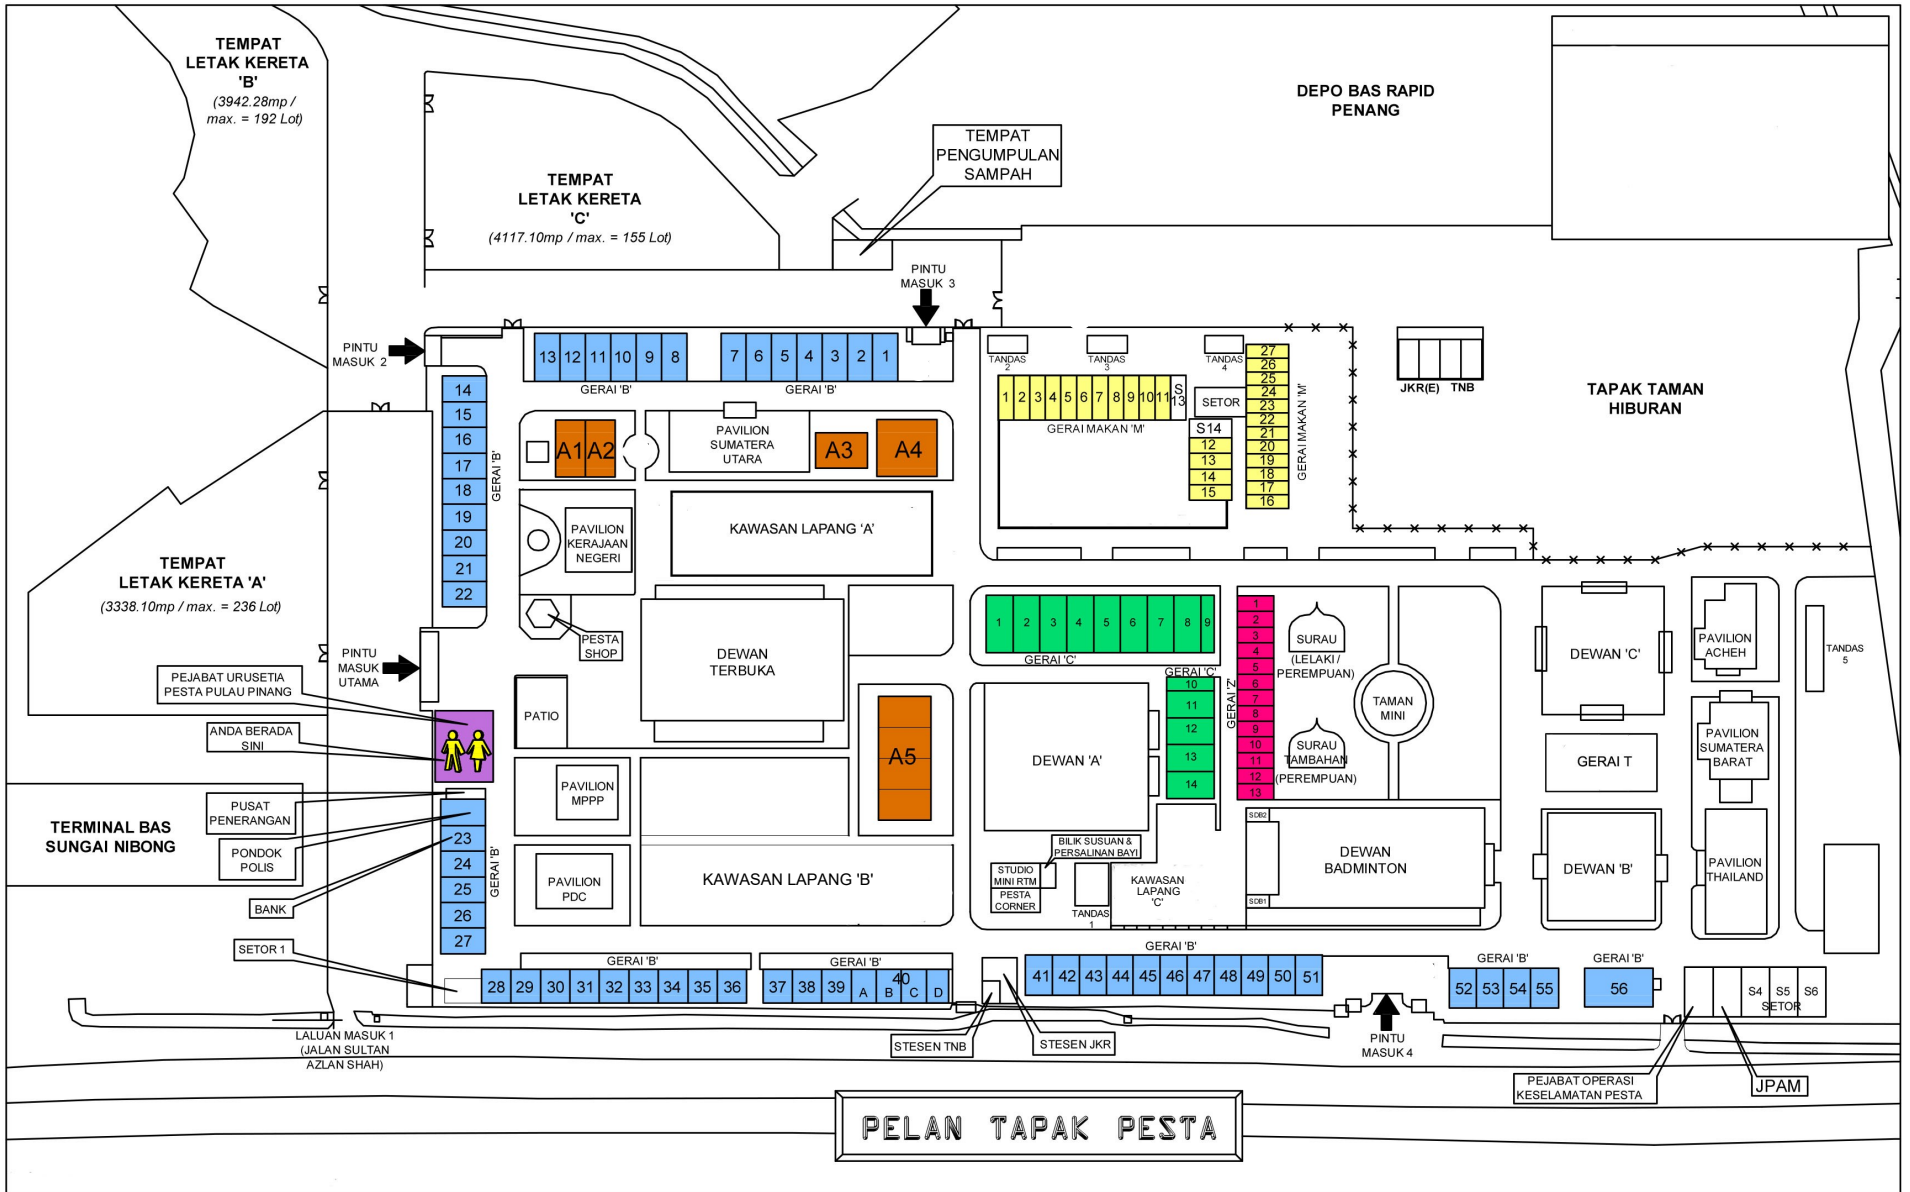 TEMPAT
LETAK KERETA
'B'
(3942.28mp /
max. = 192 Lot)
TEMPAT
LETAK KERETA
'C'
(4117.10mp / max. = 155 Lot)
TEMPAT
PENGUMPULAN
SAMPAH
DEPO BAS RAPID
PENANG
PINTU
MASUK 3
PINTU
MASUK 2
13 12 11 10 9 8
GERAI 'B'
7 6 5 4 3 2 1
GERAI 'B'
TANDAS
2
TANDAS
3
TANDAS
4
JKR(E) TNB
TAPAK TAMAN
HIBURAN
14
15
16
17
18
19
20
21
22
GERAI 'B'
A1 A2
PAVILION
SUMATERA
UTARA
A3
A4
1 2 3 4 5 6 7 8 9 10 11 S
13
GERAI MAKAN 'M'
SETOR
S14
12
13
14
15
27
26
25
24
23
22
21
20
19
18
17
16
GERAI MAKAN 'M'
PAVILION
KERAJAAN
NEGERI
KAWASAN LAPANG 'A'
TEMPAT
LETAK KERETA 'A'
(3338.10mp / max. = 236 Lot)
PINTU
MASUK
UTAMA
PESTA
SHOP
DEWAN
TERBUKA
1 2 3 4 5 6 7 8 9
GERAI 'C'
GERAI 'C'
10
11
12
13
14
GERAI 'Z'
1
2
3
4
5
6
7
8
9
10
11
12
13
SURAU
(LELAKI /
PEREMPUAN)
SURAU
TAMBAHAN
(PEREMPUAN)
TAMAN
MINI
DEWAN 'C'
PAVILION
ACHEH
TANDAS
5
PEJABAT URUSETIA
PESTA PULAU PINANG
ANDA BERADA
SINI
PATIO
A5
DEWAN 'A'
GERAI T
PAVILION
SUMATERA
BARAT
TERMINAL BAS
SUNGAI NIBONG
PUSAT
PENERANGAN
PONDOK
POLIS
BANK
SETOR 1
23
24
25
26
27
GERAI 'B'
PAVILION
MPPP
PAVILION
PDC
KAWASAN LAPANG 'B'
BILIK SUSUAN &
PERSALINAN BAYI
STUDIO
MINI RTM
PESTA
CORNER
TANDAS
1
KAWASAN
LAPANG
'C'
SDB2
SDB1
DEWAN
BADMINTON
DEWAN 'B'
PAVILION
THAILAND
GERAI 'B'
28 29 30 31 32 33 34 35 36
GERAI 'B'
37 38 39 40
A B C D
GERAI 'B'
41 42 43 44 45 46 47 48 49 50 51
GERAI 'B'
52 53 54 55
GERAI 'B'
56
S4 S5 S6
SETOR
LALUAN MASUK 1
(JALAN SULTAN
AZLAN SHAH)
STESEN TNB
STESEN JKR
PINTU
MASUK 4
PEJABAT OPERASI
KESELAMATAN PESTA
JPAM
PELAN TAPAK PESTA